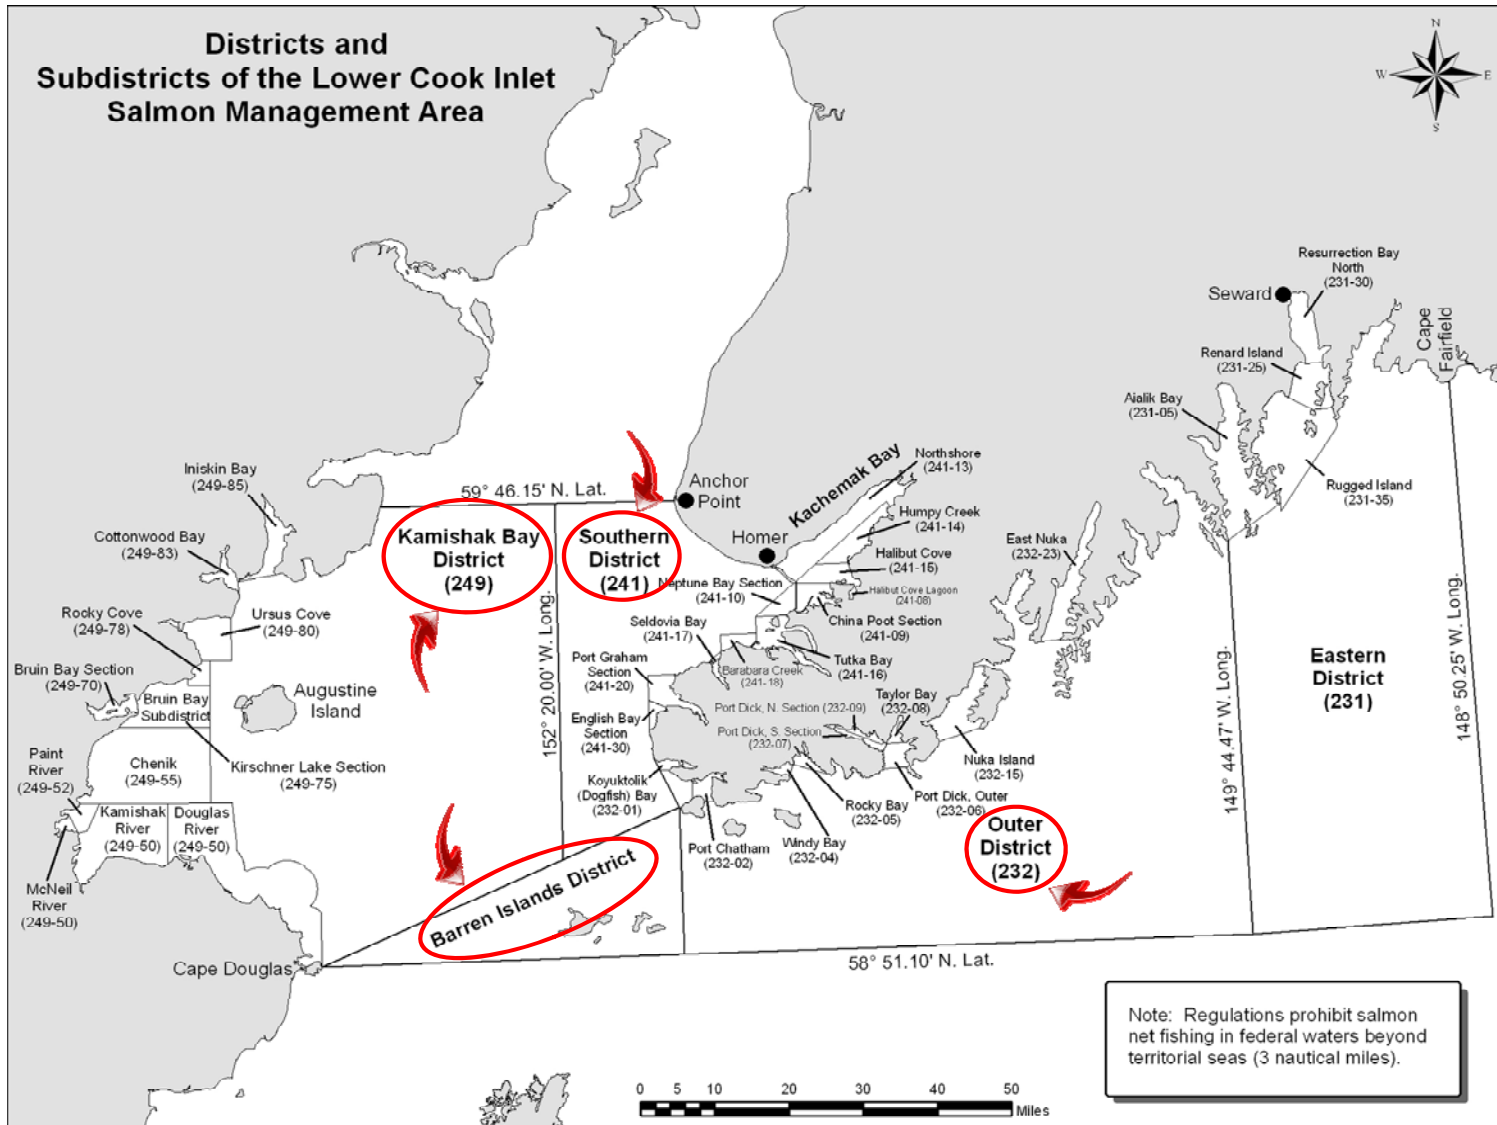 Districts and
Subdistricts of the Lower Cook Inlet
Salmon Management Area
N
W
E
S
Resurrection Bay
North
(231-30)
Seward
Cape
Fairfield
Renard Island
(231-25)
Aialik Bay
(231-05)
Rugged Island
(231-35)
Kachemak Bay
Northshore
(241-13)
Humpy Creek
(241-14)
Halibut Cove
(241-15)
Halibut Cove Lagoon
(241-08)
China Poot Section
(241-09)
Anchor
Point
Homer
59° 46.15' N. Lat.
Iniskin Bay
(249-85)
Cottonwood Bay
(249-83)
Kamishak Bay
District
(249)
Southern
District
(241)
Neptune Bay Section
(241-10)
East Nuka
(232-23)
Rocky Cove
(249-78)
Ursus Cove
(249-80)
Seldovia Bay
(241-17)
Tutka Bay
(241-16)
Barabara Creek
(241-18)
Port Graham
Section
(241-20)
Bruin Bay Section
(249-70)
Bruin Bay
Subdistrict
Augustine
Island
152° 20.00' W. Long.
Taylor Bay
(232-08)
Port Dick, N. Section (232-09)
Port Dick, S. Section
(232-07)
English Bay
Section
(241-30)
Eastern
District
(231)
149° 44.47' W. Long.
148° 50.25' W. Long.
Paint
River
(249-52)
Chenik
(249-55)
Kirschner Lake Section
(249-75)
Nuka Island
(232-15)
Koyuktolik
(Dogfish) Bay
(232-01)
Kamishak
River
(249-50)
Douglas
River
(249-50)
Rocky Bay
(232-05)
Port Dick, Outer
(232-06)
Windy Bay
(232-04)
Port Chatham
(232-02)
Outer
District
(232)
McNeil
River
(249-50)
Barren Islands District
Cape Douglas
58° 51.10' N. Lat.
Note: Regulations prohibit salmon
net fishing in federal waters beyond
territorial seas (3 nautical miles).
0 5 10 20 30 40 50
Miles